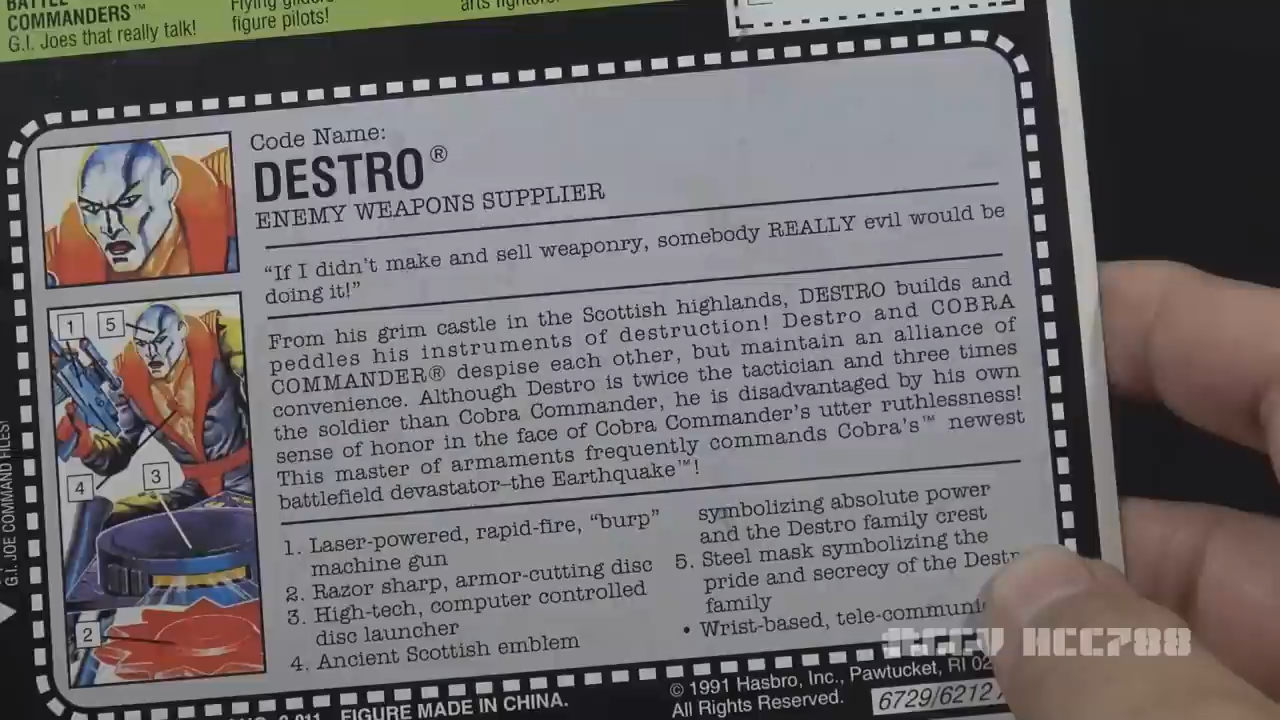 BATTLE
COMMANDERS™
G.I. Joes that really talk!
Flying gliders
figure pilots!
arts fighters!
Code Name:
DESTRO®
ENEMY WEAPONS SUPPLIER
“If I didn’t make and sell weaponry, somebody REALLY evil would be
doing it!”
From his grim castle in the Scottish highlands, DESTRO builds and
peddles his instruments of destruction! Destro and COBRA
COMMANDER® despise each other, but maintain an alliance of
convenience. Although Destro is twice the tactician and three times
the soldier than Cobra Commander, he is disadvantaged by his own
sense of honor in the face of Cobra Commander’s utter ruthlessness!
This master of armaments frequently commands Cobra’s™ newest
battlefield devastator–the Earthquake™!
1 5
4 3
2
1. Laser-powered, rapid-fire, “burp”
machine gun
2. Razor sharp, armor-cutting disc
3. High-tech, computer controlled
disc launcher
4. Ancient Scottish emblem
symbolizing absolute power
and the Destro family crest
5. Steel mask symbolizing the
pride and secrecy of the Destr
family
• Wrist-based, tele-communi
G.I. JOE COMMAND FILES!
FIGURE MADE IN CHINA.
© 1991 Hasbro, Inc., Pawtucket, RI 02
All Rights Reserved.
6729/6212
HCC788